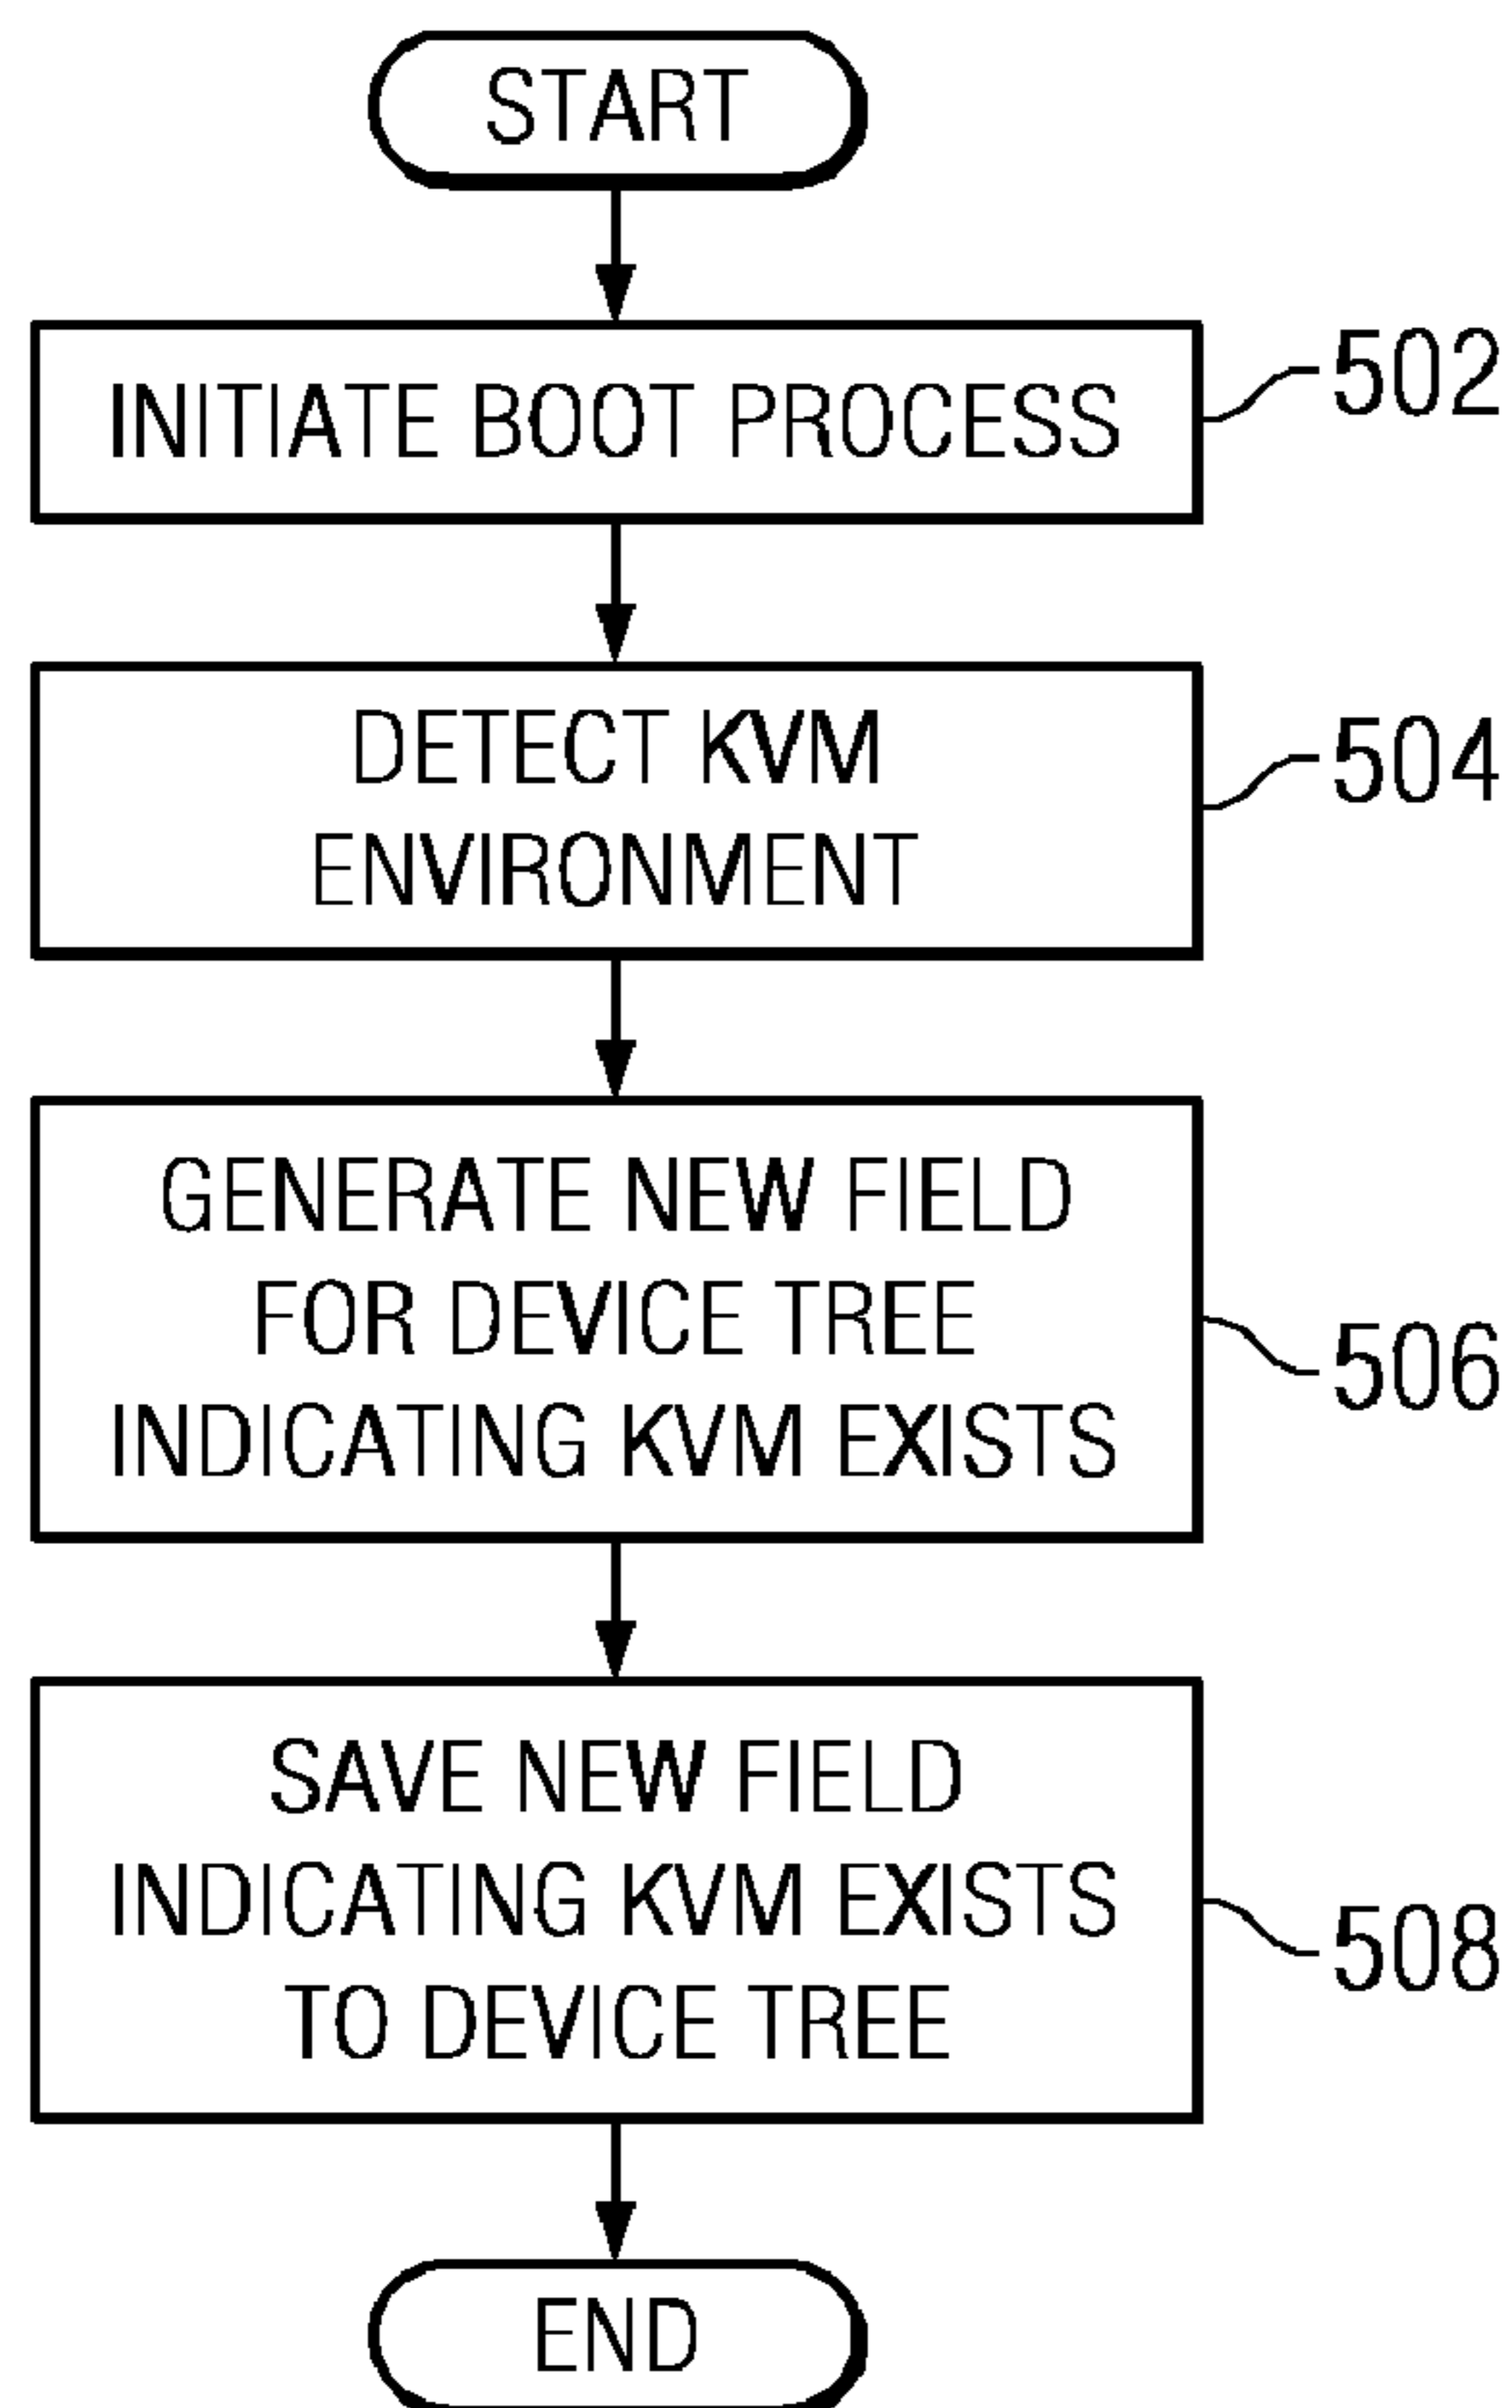 START
INITIATE BOOT PROCESS
502
DETECT KVM
ENVIRONMENT
504
GENERATE NEW FIELD
FOR DEVICE TREE
INDICATING KVM EXISTS
506
SAVE NEW FIELD
INDICATING KVM EXISTS
TO DEVICE TREE
508
END